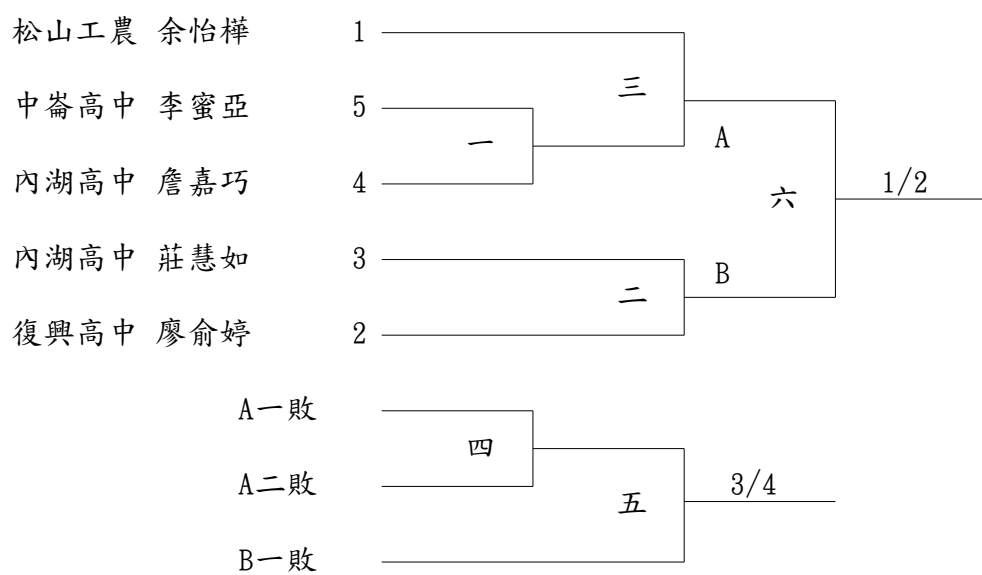 松山工農 余怡樺 1
三
中崙高中 李蜜亞 5
A
一
內湖高中 詹嘉巧 4
六
1/2
內湖高中 莊慧如 3
B
二
復興高中 廖俞婷 2
A一敗
四
A二敗
3/4
五
B一敗